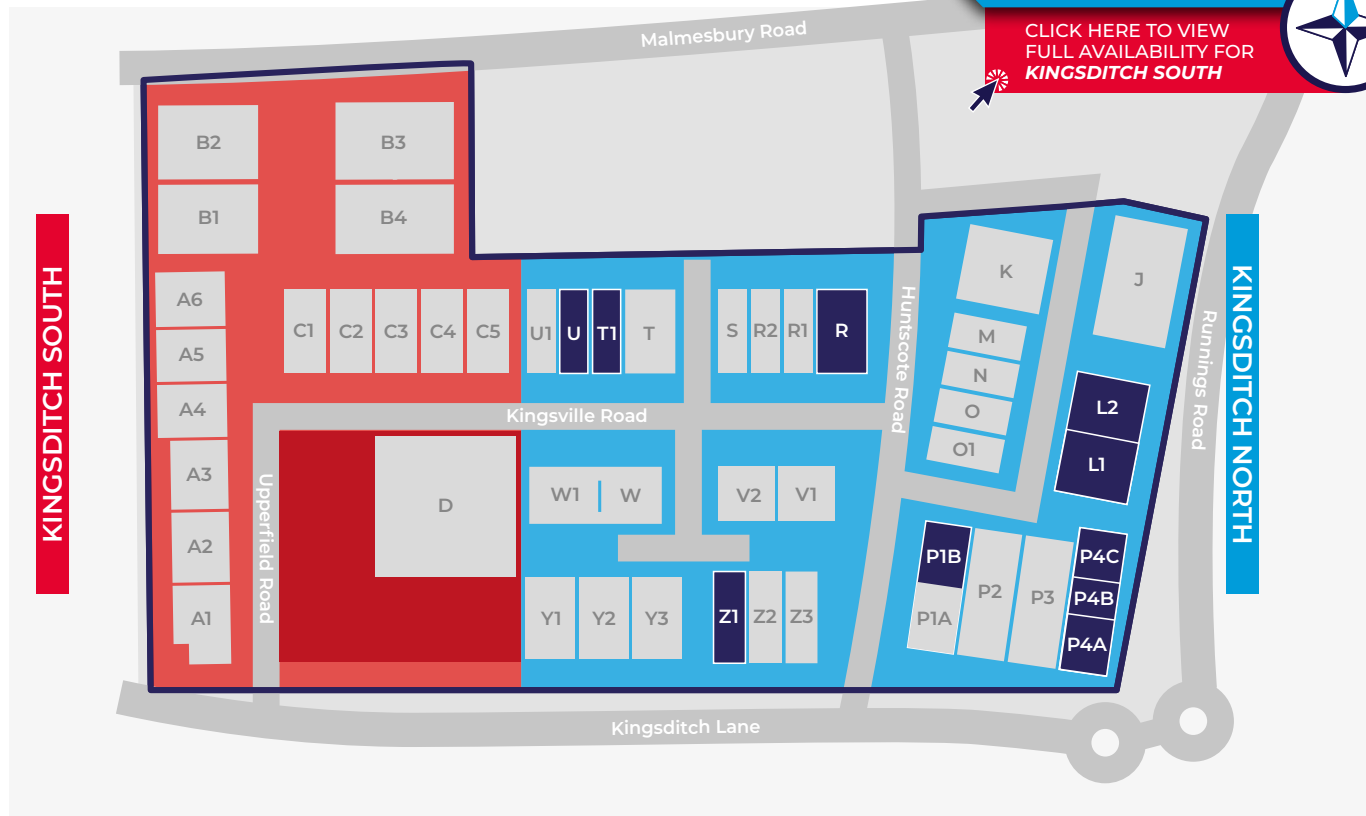 Malmesbury Road
CLICK HERE TO VIEW
FULL AVAILABILITY FOR
KINGSDITCH SOUTH
B2
B3
B1
B4
K
J
A6
C1
C2
C3
C4
C5
U1
U
T1
T
S
R2
R1
R
Huntscote Road
M
N
O
O1
Runnings Road
A5
A4
Kingsville Road
L2
L1
KINGSDITCH SOUTH
KINGSDITCH NORTH
A3
A2
A1
Upperfield Road
D
W1
W
V2
V1
P1B
P1A
P2
P3
P4C
P4B
P4A
Y1
Y2
Y3
Z1
Z2
Z3
Kingsditch Lane